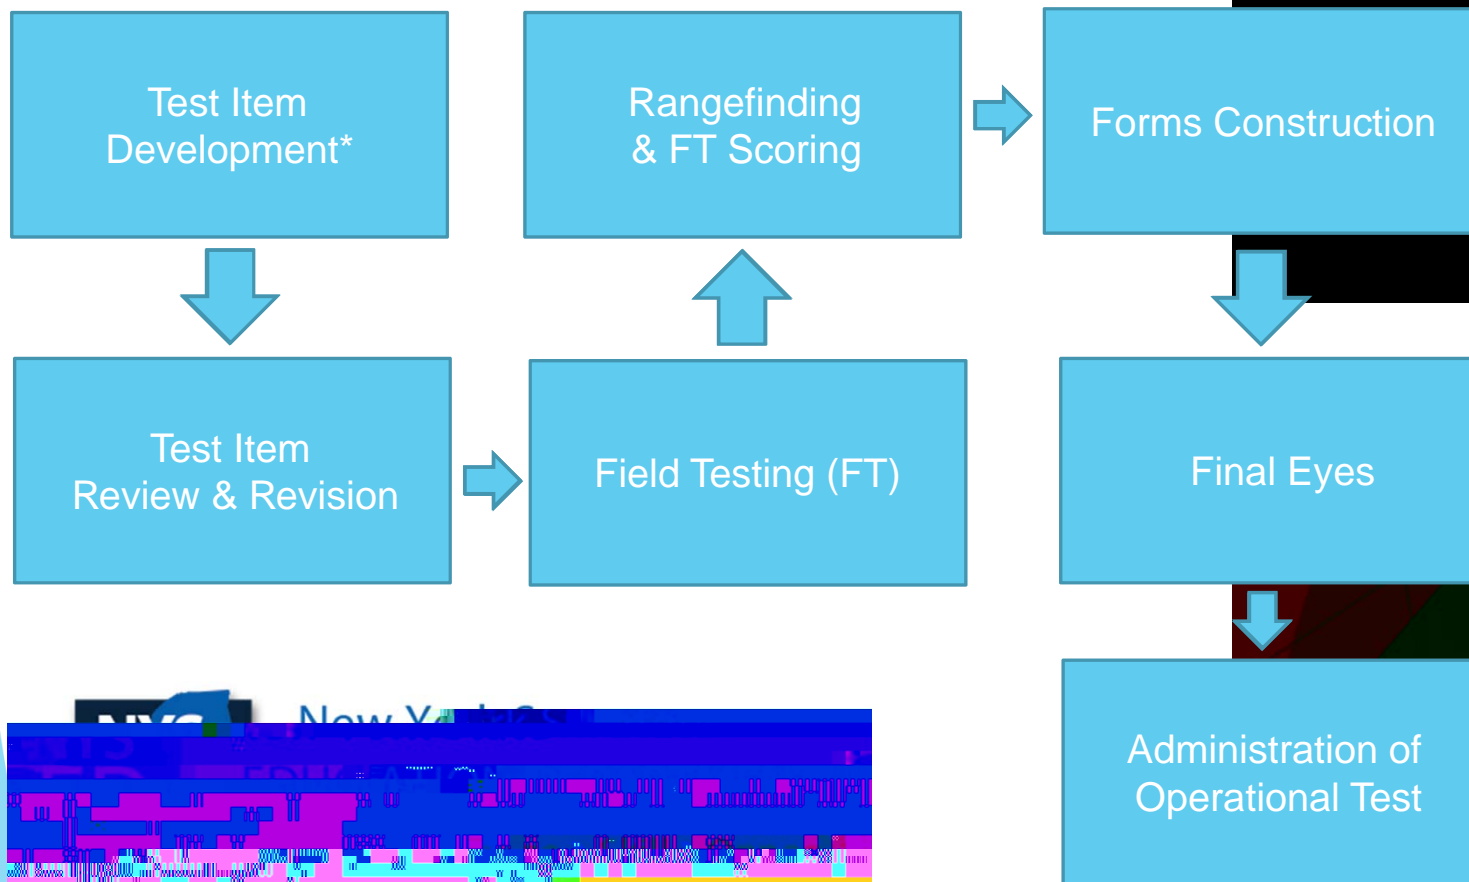 Test Item
Development*
Test Item
Review & Revision
Field Testing (FT)
Rangefinding
& FT Scoring
Forms Construction
Final Eyes
Administration of
Operational Test
New